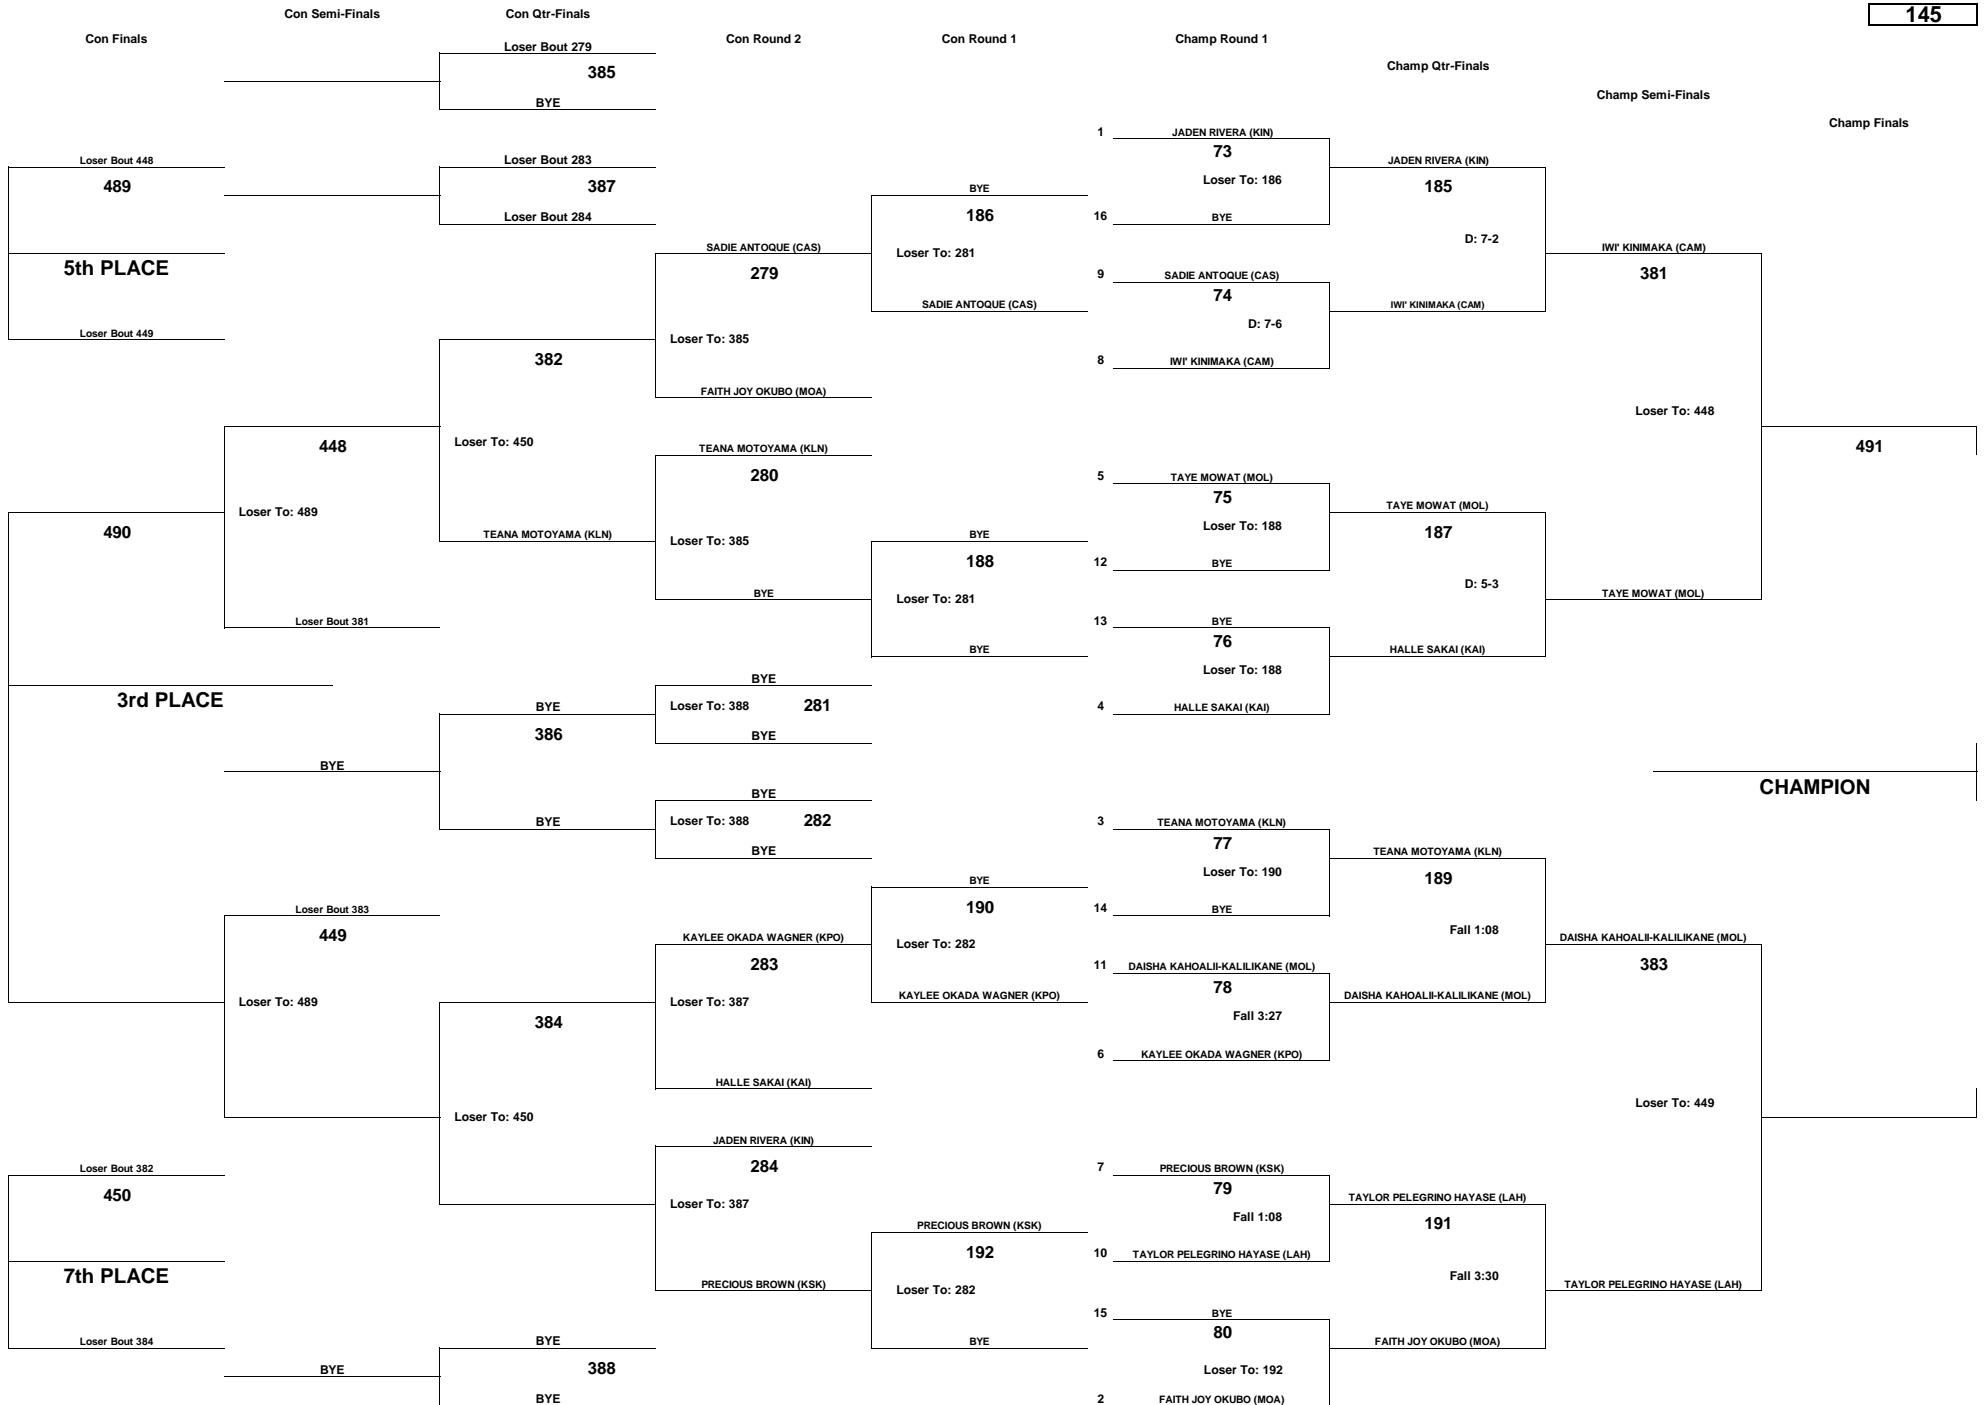 Con Semi-Finals
Con Qtr-Finals
145
Con Finals
Con Round 2
Con Round 1
Champ Round 1
Loser Bout 279
385
BYE
Champ Qtr-Finals
Champ Semi-Finals
Champ Finals
1 JADEN RIVERA (KIN)
73
Loser To: 186
16 BYE
Loser Bout 448
489
5th PLACE
Loser Bout 449
Loser Bout 283
387
Loser Bout 284
JADEN RIVERA (KIN)
185
D: 7-2
IWI' KINIMAKA (CAM)
BYE
186
Loser To: 281
SADIE ANTOQUE (CAS)
SADIE ANTOQUE (CAS)
279
Loser To: 385
FAITH JOY OKUBO (MOA)
9 SADIE ANTOQUE (CAS)
74
D: 7-6
8 IWI' KINIMAKA (CAM)
IWI' KINIMAKA (CAM)
381
Loser To: 448
TAYE MOWAT (MOL)
382
Loser To: 450
TEANA MOTOYAMA (KLN)
448
Loser To: 489
Loser Bout 381
TEANA MOTOYAMA (KLN)
280
Loser To: 385
BYE
491
5 TAYE MOWAT (MOL)
75
Loser To: 188
12 BYE
TAYE MOWAT (MOL)
187
D: 5-3
HALLE SAKAI (KAI)
490
3rd PLACE
BYE
188
Loser To: 281
BYE
13 BYE
76
Loser To: 188
4 HALLE SAKAI (KAI)
BYE
Loser To: 388 281
BYE
BYE
386
BYE
BYE
CHAMPION
BYE
Loser To: 388 282
BYE
3 TEANA MOTOYAMA (KLN)
77
Loser To: 190
14 BYE
TEANA MOTOYAMA (KLN)
189
Fall 1:08
DAISHA KAHOALII-KALILIKANE (MOL)
BYE
190
Loser To: 282
KAYLEE OKADA WAGNER (KPO)
Loser Bout 383
449
Loser To: 489
KAYLEE OKADA WAGNER (KPO)
283
Loser To: 387
HALLE SAKAI (KAI)
DAISHA KAHOALII-KALILIKANE (MOL)
383
Loser To: 449
TAYLOR PELEGRINO HAYASE (LAH)
11 DAISHA KAHOALII-KALILIKANE (MOL)
78
Fall 3:27
6 KAYLEE OKADA WAGNER (KPO)
384
Loser To: 450
JADEN RIVERA (KIN)
284
Loser To: 387
PRECIOUS BROWN (KSK)
Loser Bout 382
450
7th PLACE
Loser Bout 384
7 PRECIOUS BROWN (KSK)
79
Fall 1:08
10 TAYLOR PELEGRINO HAYASE (LAH)
TAYLOR PELEGRINO HAYASE (LAH)
191
Fall 3:30
FAITH JOY OKUBO (MOA)
PRECIOUS BROWN (KSK)
192
Loser To: 282
BYE
15 BYE
80
Loser To: 192
2 FAITH JOY OKUBO (MOA)
BYE
388
BYE
BYE